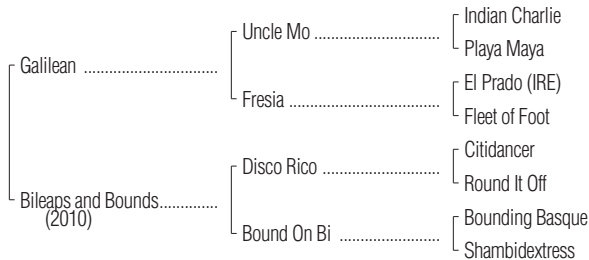 Indian Charlie
Uncle Mo ..............................
Playa Maya
Galilean ................................
El Prado (IRE)
Fresia ....................................
Fleet of Foot
Citidancer
Disco Rico ............................
Round It Off
Bileaps and Bounds..............
(2010)
Bounding Basque
Bound On Bi ........................
Shambidextress